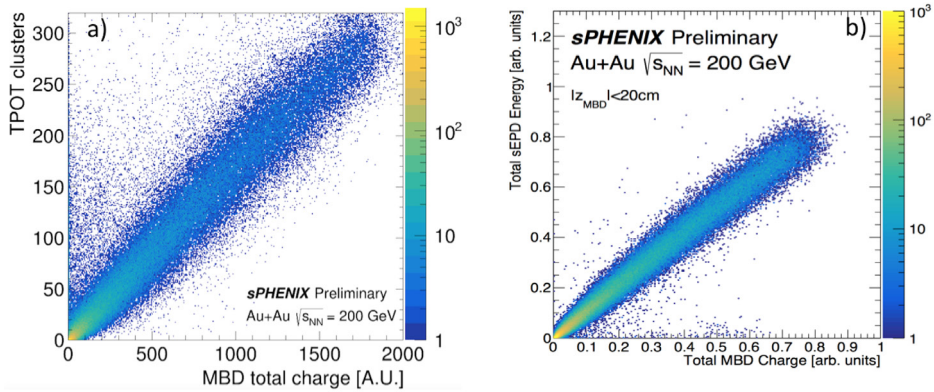 a)
TPOT clusters
300
250
200
150
100
50
0
0 500 1000 1500 2000
MBD total charge [A.U.]
sPHENIX Preliminary
Au+Au √sNN = 200 GeV
10³
10²
10
1
b)
sPHENIX Preliminary
Au+Au √sNN = 200 GeV
|zMBD|<20cm
Total sEPD Energy [arb. units]
1.2
1
0.8
0.6
0.4
0.2
0
0 0.1 0.2 0.3 0.4 0.5 0.6 0.7 0.8 0.9 1
Total MBD Charge [arb. units]
10³
10²
10
1